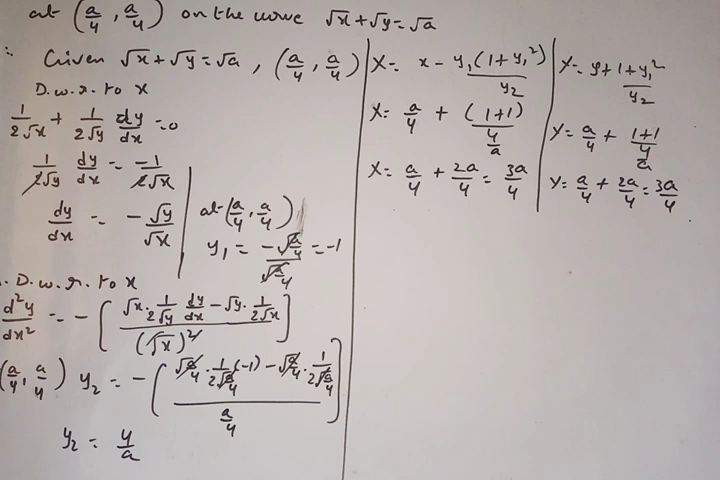 at (a/4, a/4) on the curve √x + √y = √a
∴ Given √x + √y = √a, (a/4, a/4)
D.w.r.to x
1/2√x + 1/2√y dy/dx = 0
1/2√y dy/dx = -1/2√x
dy/dx = -√y/√x
at (a/4, a/4)
y₁ = -√a/4 / √a/4 = -1
. D.w.r.to x
d²y/dx² = -[ (√x · 1/2√y dy/dx - √y · 1/2√x) / (√x)² ]
(a/4, a/4) y₂ = -[ (√a/4 · 1/2√a/4 (-1) - √a/4 · 1/2√a/4) / a/4 ]
y₂ = 4/a
X = x - y₁(1+y₁²)/y₂
X = a/4 + (1+1)/(4/a)
X = a/4 + 2a/4 = 3a/4
Y = y + 1+y₁²/y₂
Y = a/4 + 1+1/(4/a)
Y = a/4 + 2a/4 = 3a/4